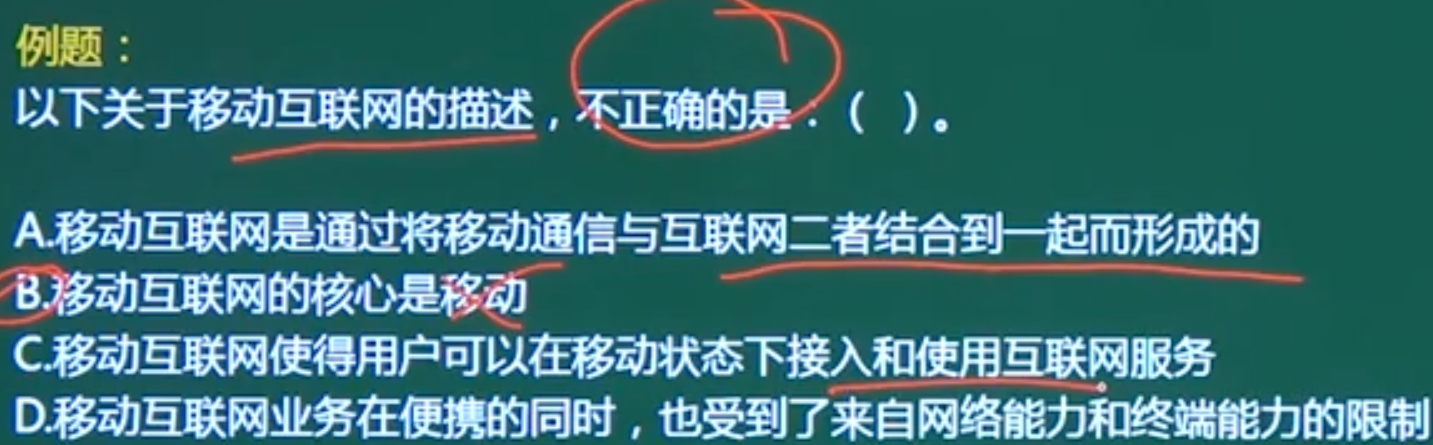 例题：
以下关于移动互联网的描述，不正确的是：（ ）。
A.移动互联网是通过将移动通信与互联网二者结合到一起而形成的
B.移动互联网的核心是移动
C.移动互联网使得用户可以在移动状态下接入和使用互联网服务
D.移动互联网业务在便携的同时，也受到了来自网络能力和终端能力的限制